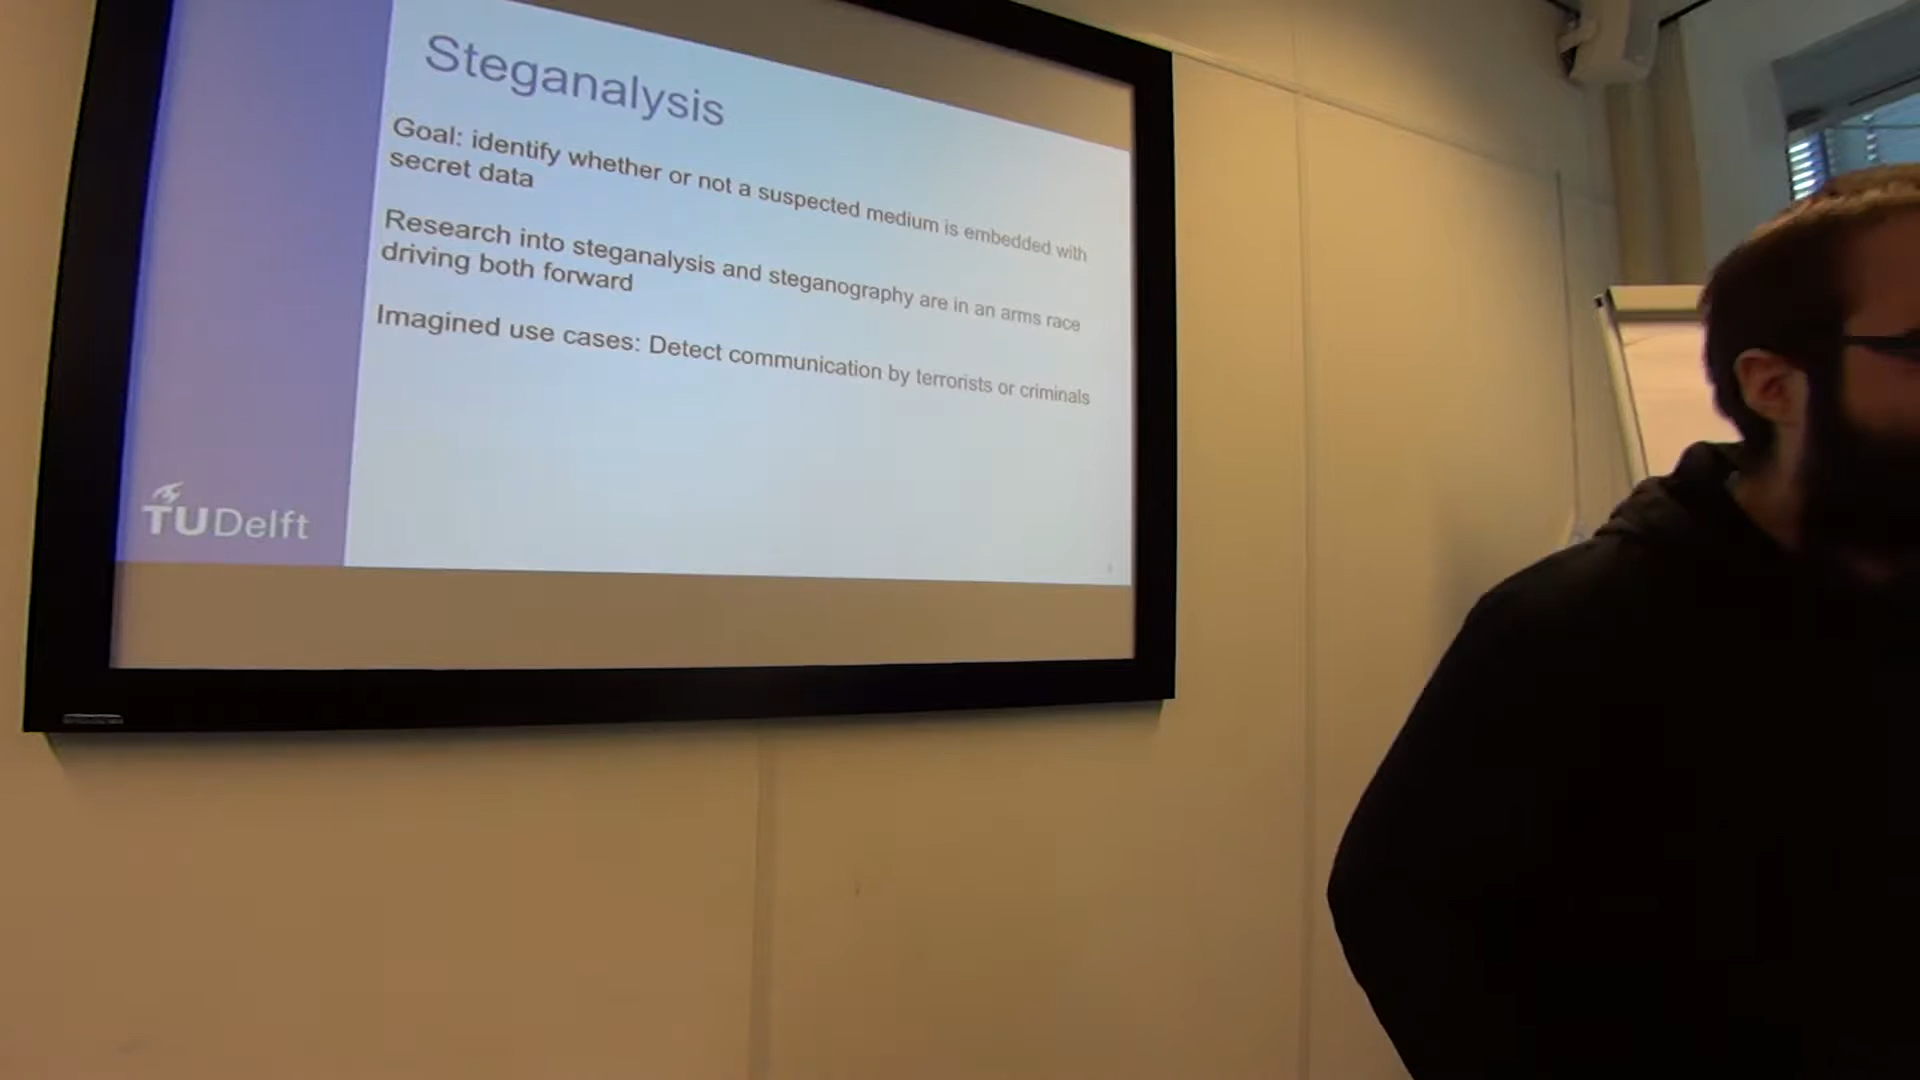 Steganalysis
Goal: identify whether or not a suspected medium is embedded with
secret data
Research into steganalysis and steganography are in an arms race
driving both forward
Imagined use cases: Detect communication by terrorists or criminals
TUDelft